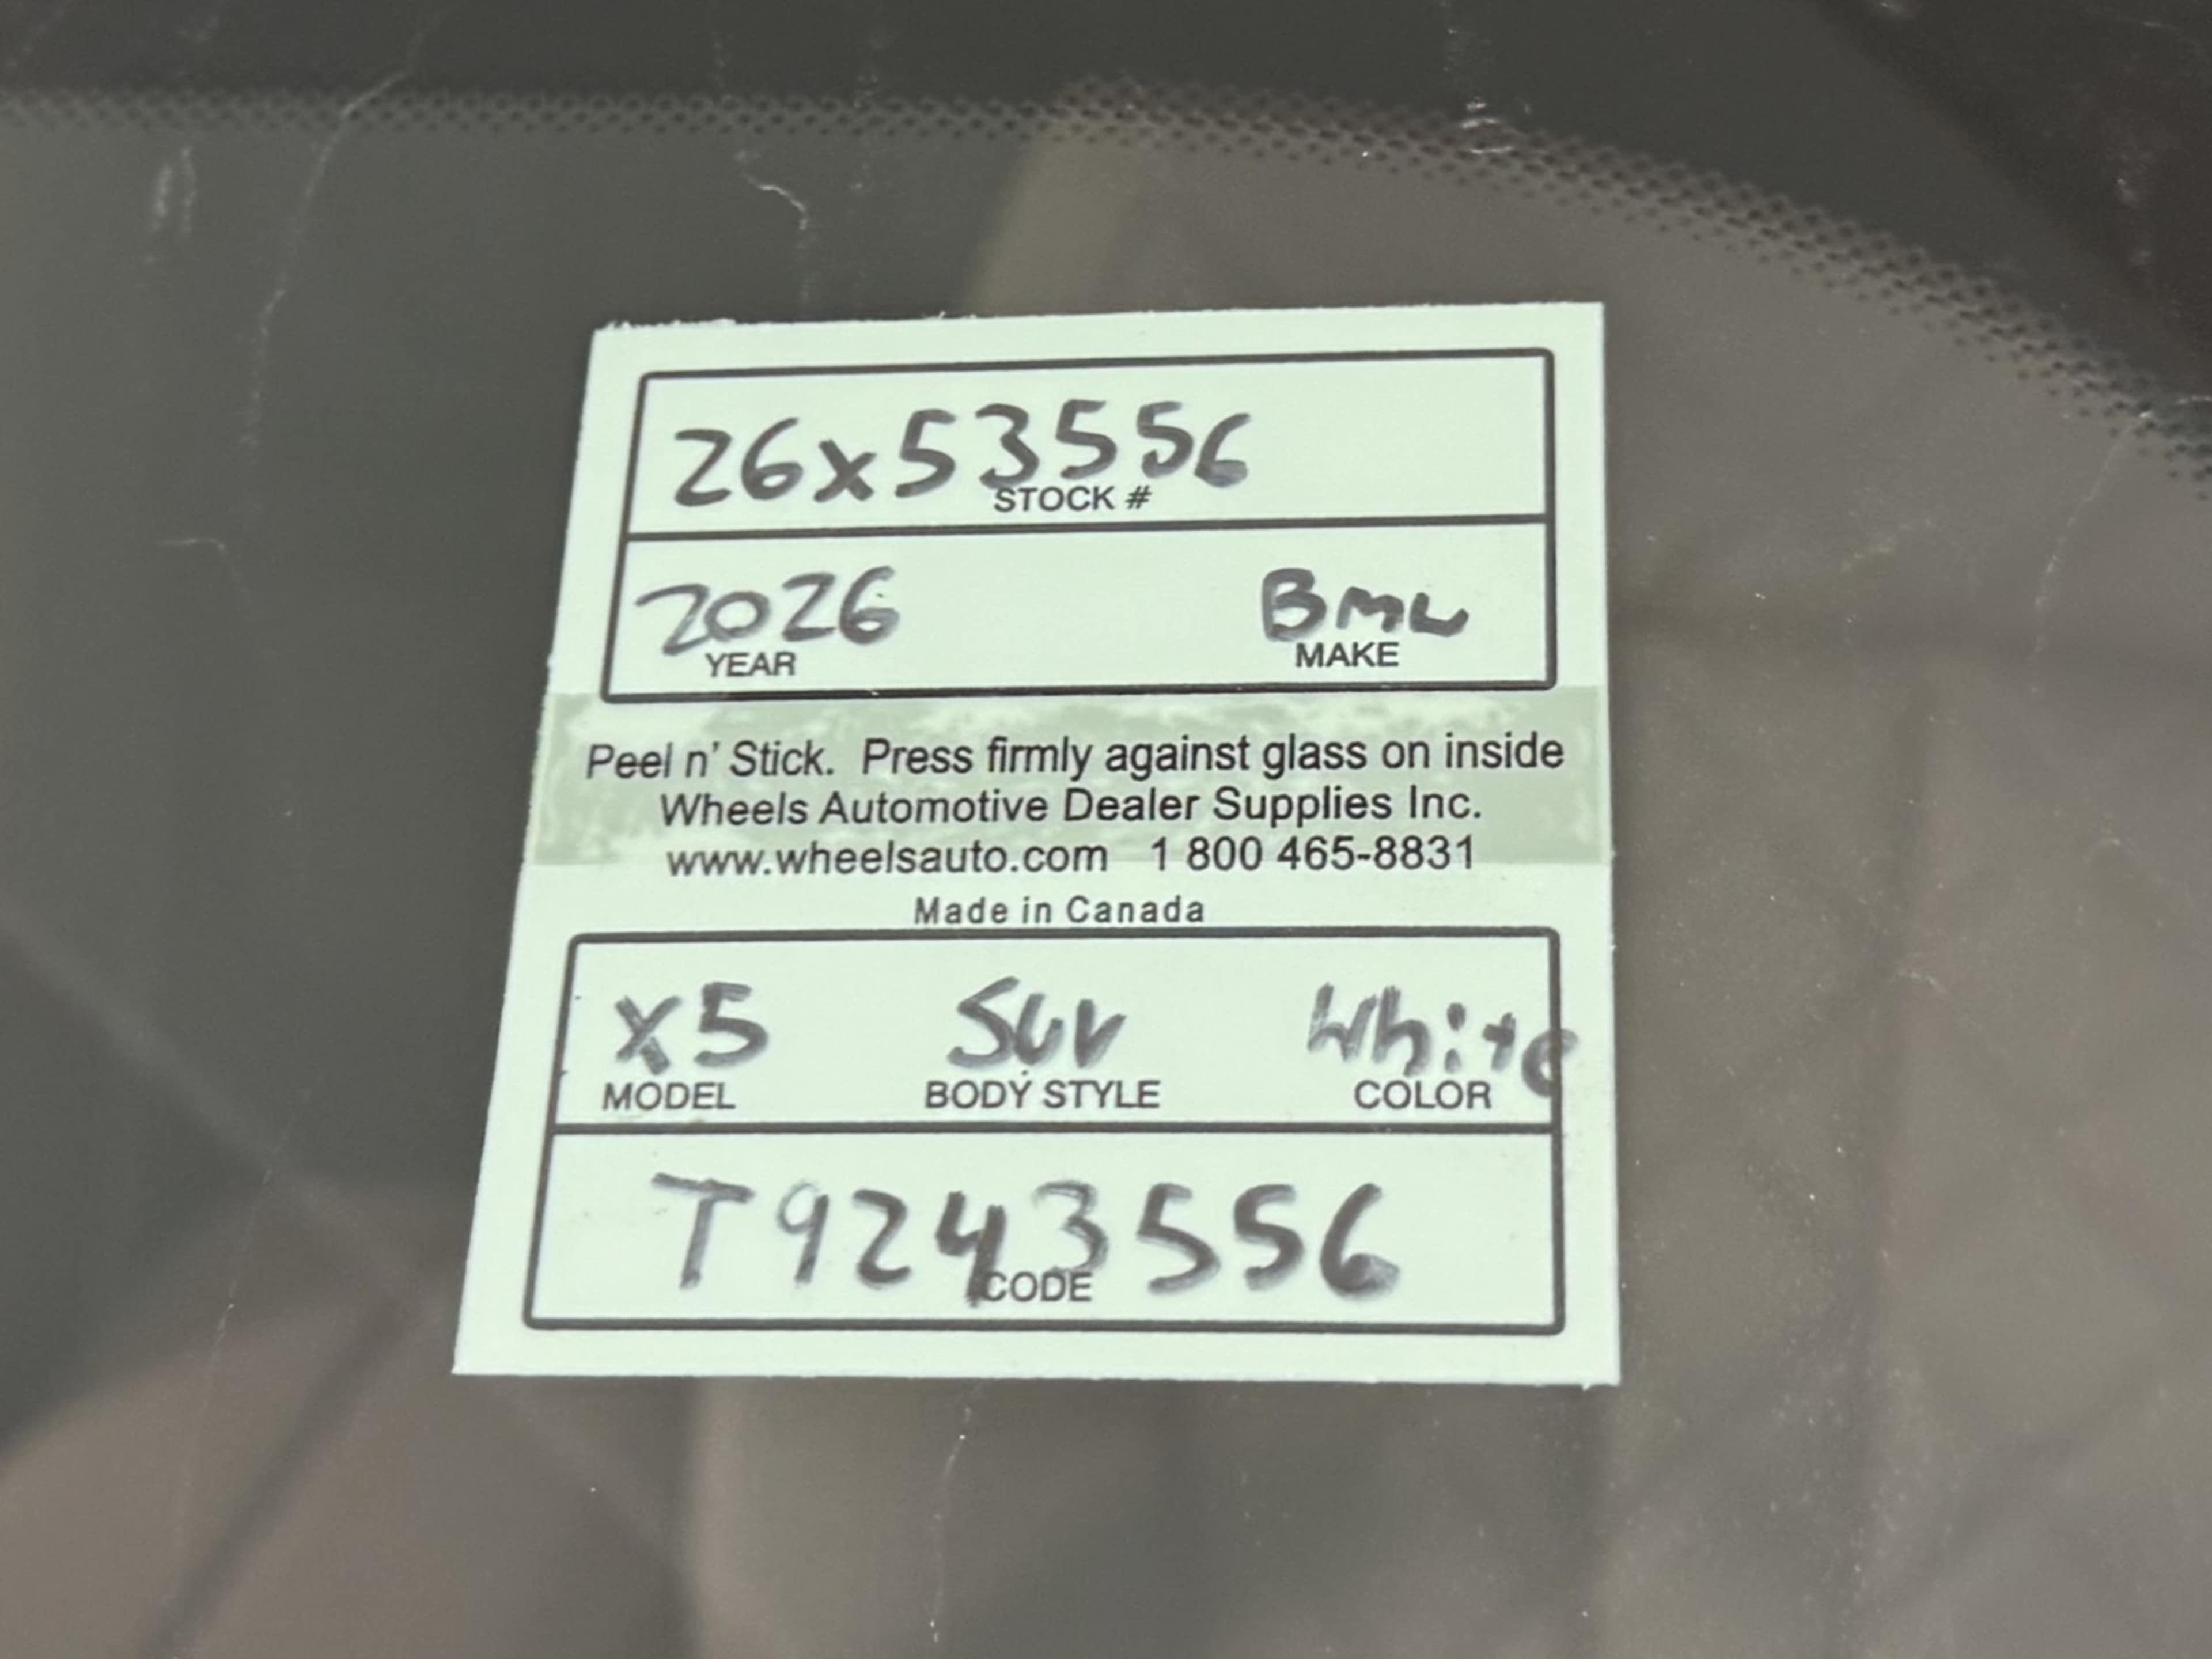 26x53556
STOCK #
2026 BMW
YEAR MAKE
Peel n' Stick. Press firmly against glass on inside
Wheels Automotive Dealer Supplies Inc.
www.wheelsauto.com 1 800 465-8831
Made in Canada
X5 SUV White
MODEL BODY STYLE COLOR
T9243556
CODE